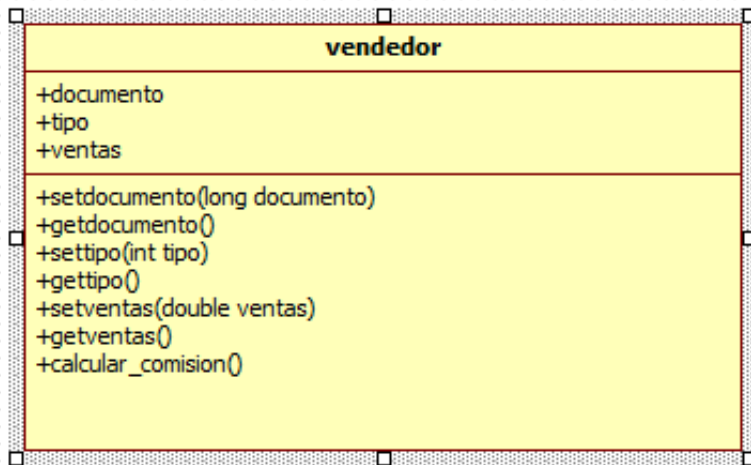 vendedor
+documento
+tipo
+ventas
+setdocumento(long documento)
+getdocumento()
+settipo(int tipo)
+gettipo()
+setventas(double ventas)
+getventas()
+calcular_comision()